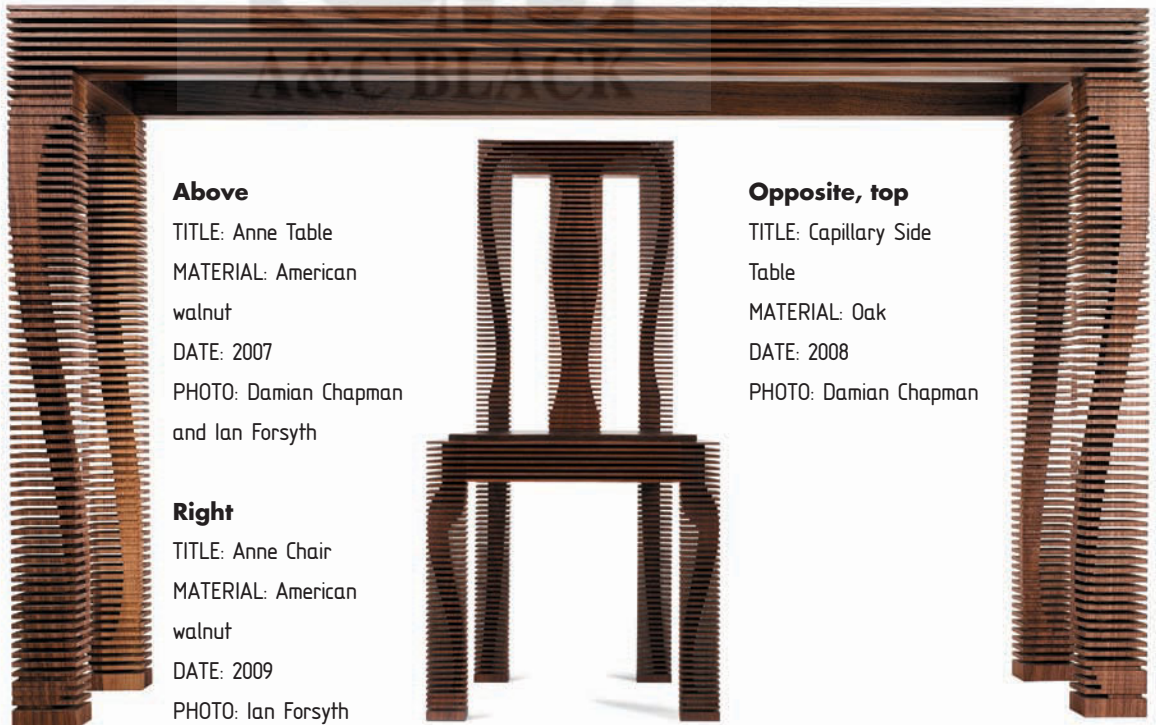 A&C BLACK
Above
TITLE: Anne Table
MATERIAL: American
walnut
DATE: 2007
PHOTO: Damian Chapman
and Ian Forsyth
Right
TITLE: Anne Chair
MATERIAL: American
walnut
DATE: 2009
PHOTO: Ian Forsyth
Opposite, top
TITLE: Capillary Side
Table
MATERIAL: Oak
DATE: 2008
PHOTO: Damian Chapman